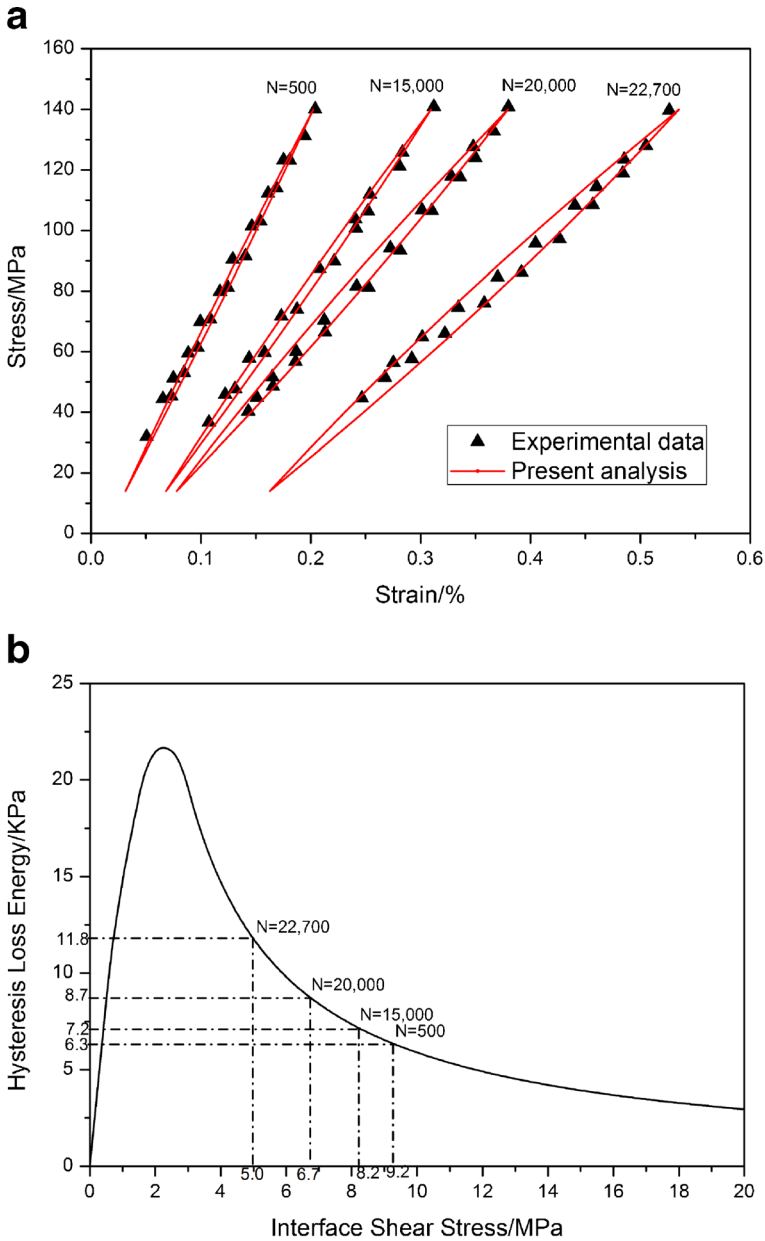 a
160
140
120
100
80
60
40
20
0
Stress/MPa
N=500
N=15,000
N=20,000
N=22,700
Experimental data
Present analysis
0.0 0.1 0.2 0.3 0.4 0.5 0.6
Strain/%
b
25
20
15
11.8
10
8.7
7.2
6.3
5
0
Hysteresis Loss Energy/KPa
N=22,700
N=20,000
N=15,000
N=500
5.0 6.7 8.2 9.2
0 2 4 6 8 10 12 14 16 18 20
Interface Shear Stress/MPa